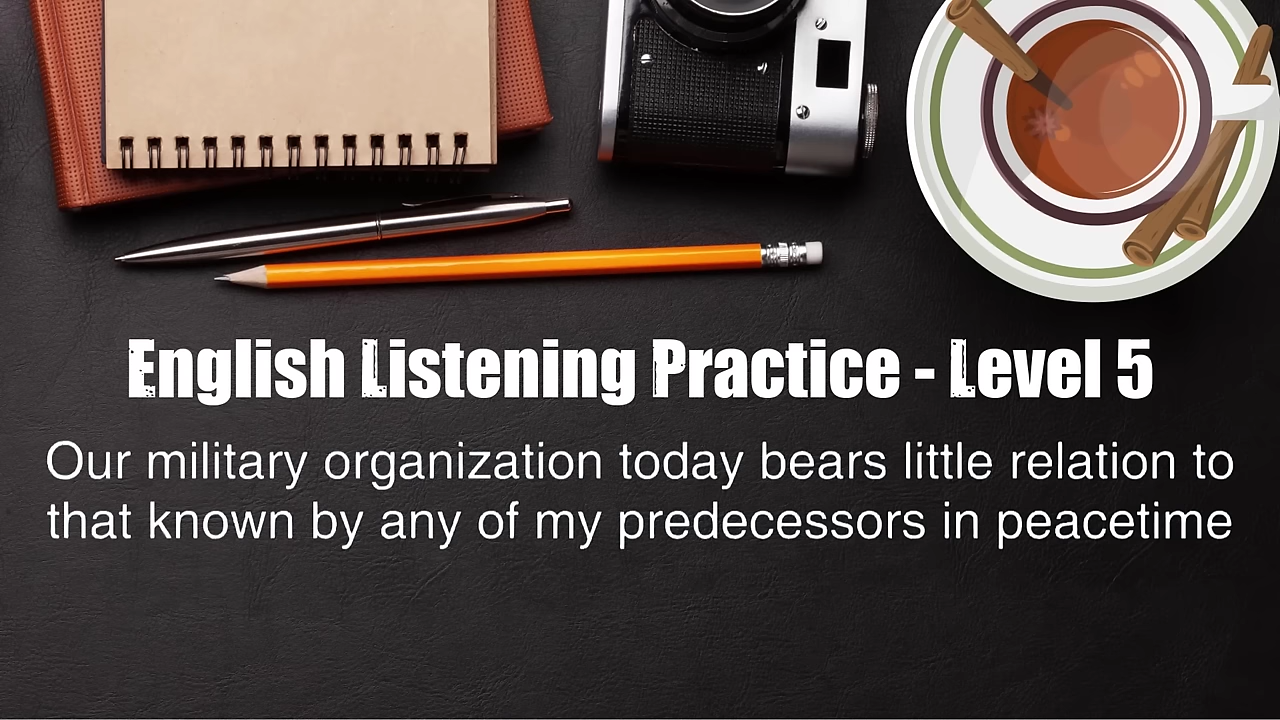 English Listening Practice - Level 5
Our military organization today bears little relation to
that known by any of my predecessors in peacetime